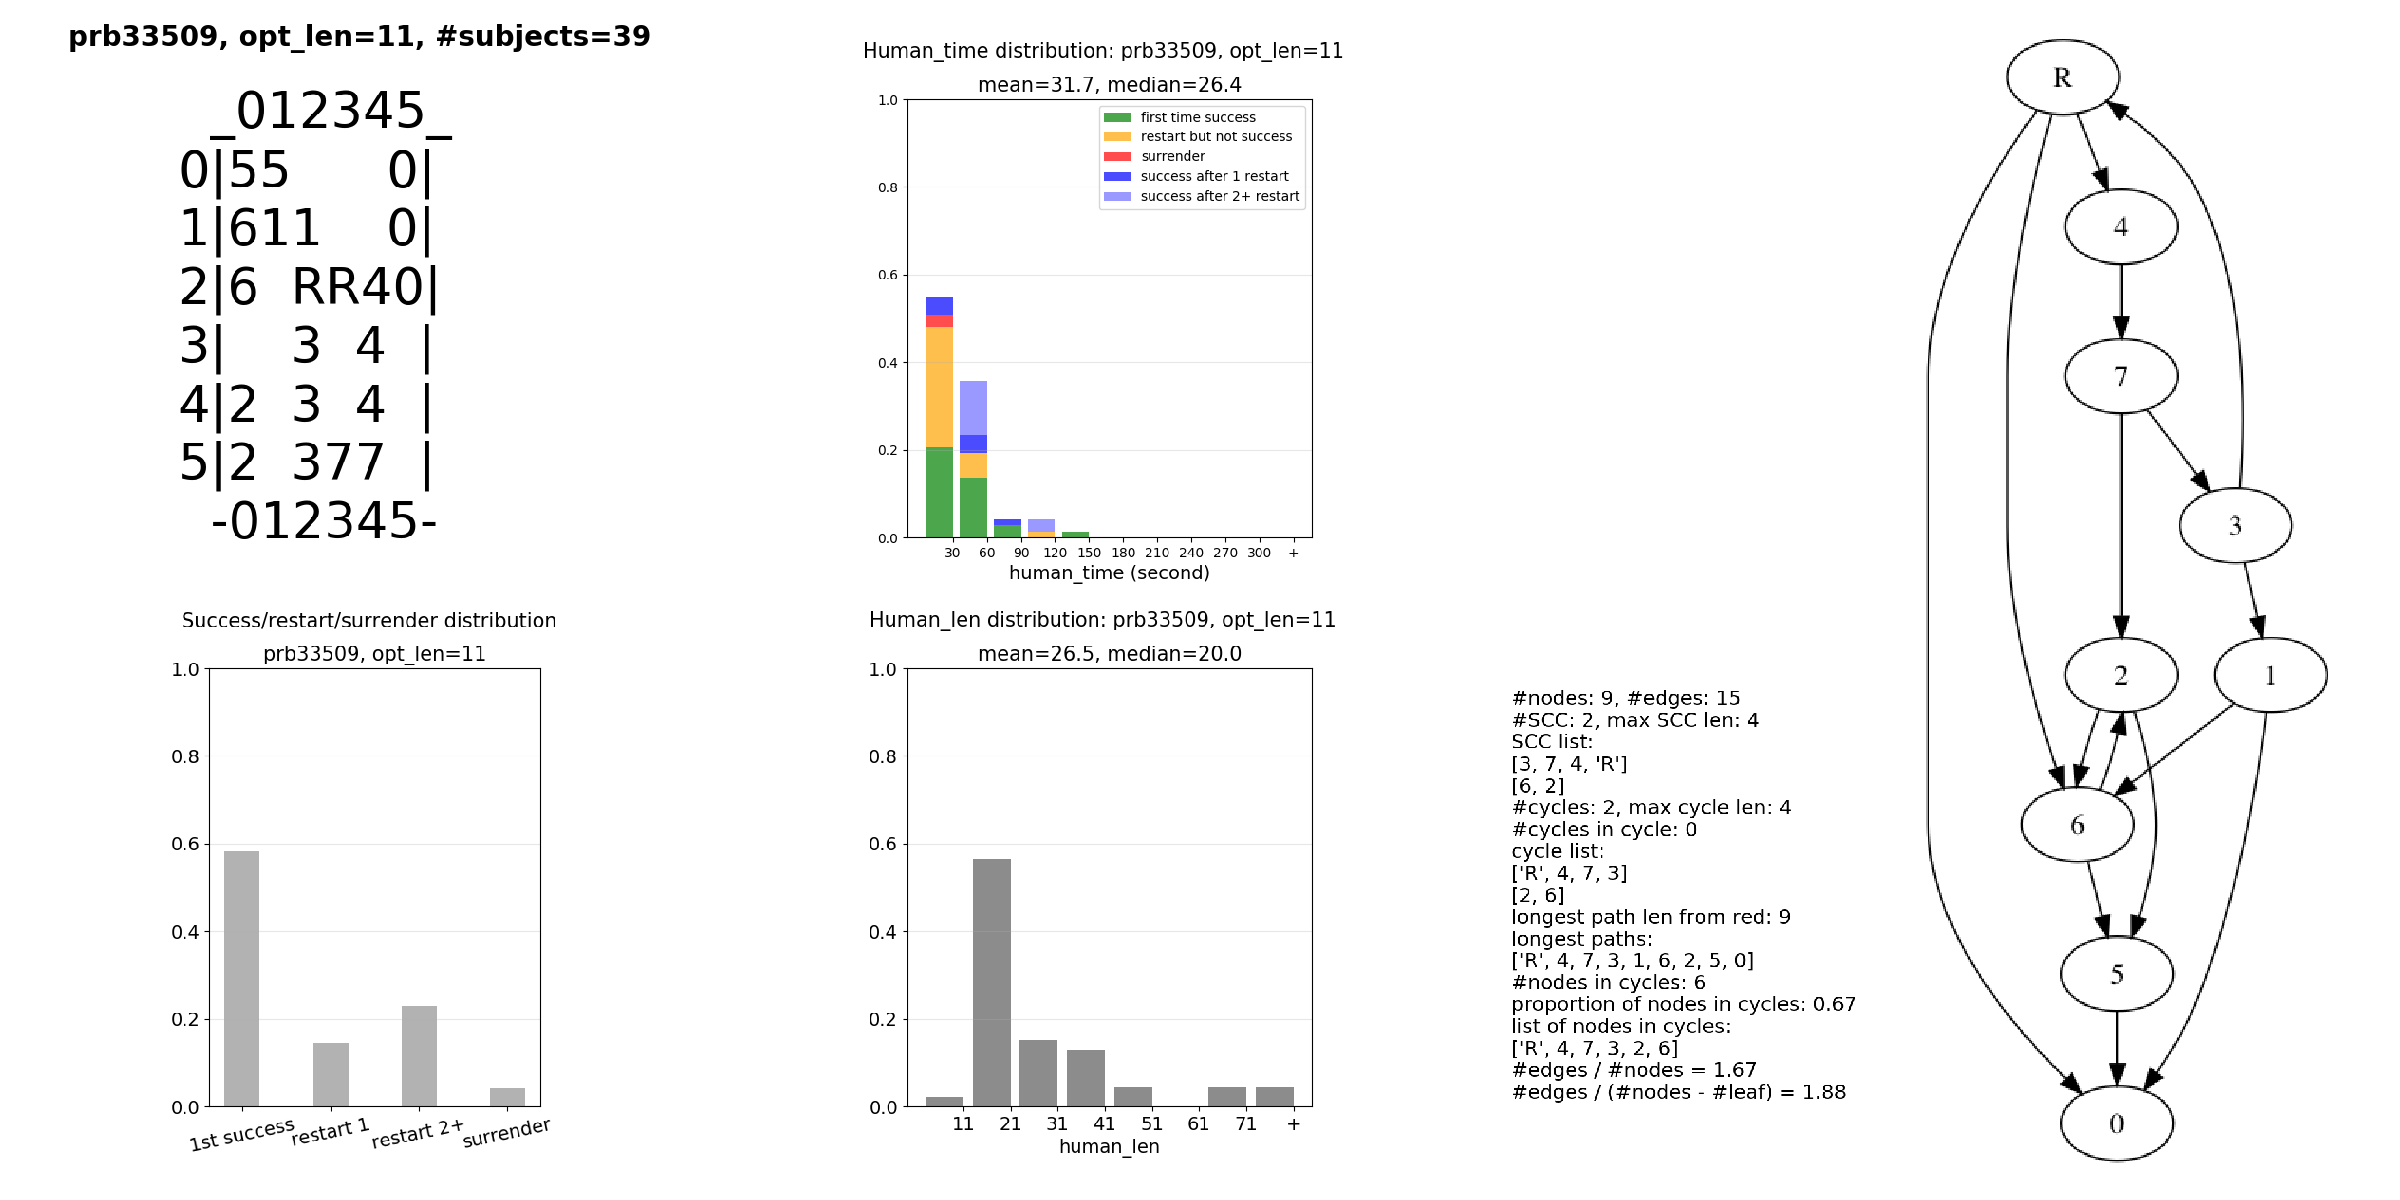 prb33509, opt_len=11, #subjects=39
_012345_
0|55   0|
1|611  0|
2|6 RR40|
3|  3 4 |
4|2 3 4 |
5|2 377 |
-012345-
Human_time distribution: prb33509, opt_len=11
mean=31.7, median=26.4
1.0
0.8
0.6
0.4
0.2
0.0
first time success
restart but not success
surrender
success after 1 restart
success after 2+ restart
30 60 90 120 150 180 210 240 270 300 +
human_time (second)
Success/restart/surrender distribution
prb33509, opt_len=11
1.0
0.8
0.6
0.4
0.2
0.0
1st success restart 1 restart 2+ surrender
Human_len distribution: prb33509, opt_len=11
mean=26.5, median=20.0
1.0
0.8
0.6
0.4
0.2
0.0
11 21 31 41 51 61 71 +
human_len
#nodes: 9, #edges: 15
#SCC: 2, max SCC len: 4
SCC list:
[3, 7, 4, 'R']
[6, 2]
#cycles: 2, max cycle len: 4
#cycles in cycle: 0
cycle list:
['R', 4, 7, 3]
[2, 6]
longest path len from red: 9
longest paths:
['R', 4, 7, 3, 1, 6, 2, 5, 0]
#nodes in cycles: 6
proportion of nodes in cycles: 0.67
list of nodes in cycles:
['R', 4, 7, 3, 2, 6]
#edges / #nodes = 1.67
#edges / (#nodes - #leaf) = 1.88
R
4
7
3
2 1
6
5
0